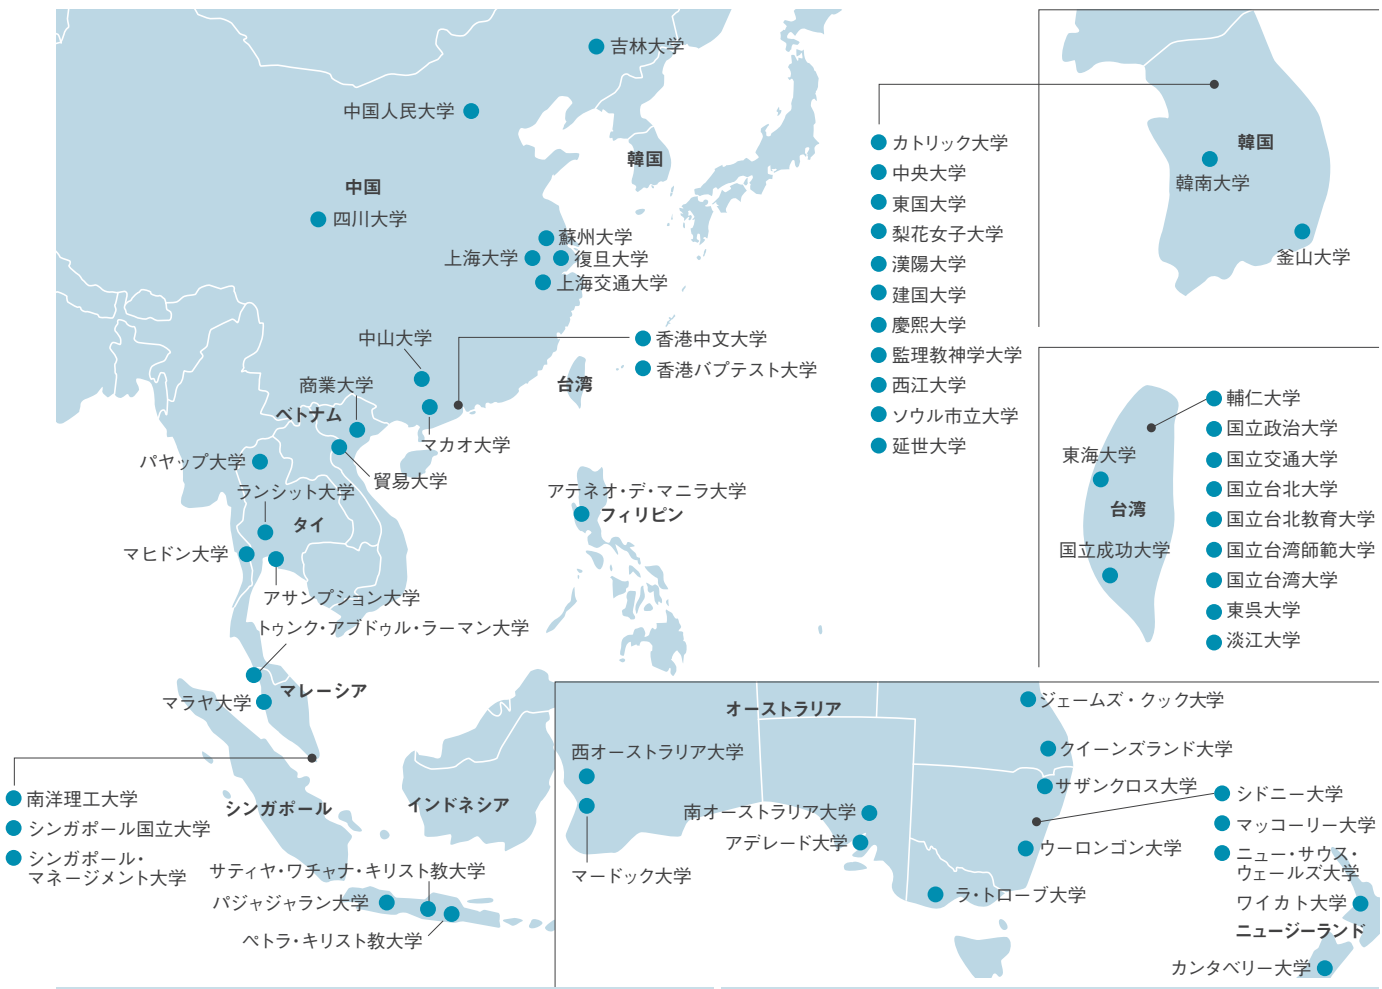 吉林大学
中国人民大学
韓国
中国
四川大学
蘇州大学
上海大学
復旦大学
上海交通大学
中山大学
香港中文大学
香港バプテスト大学
商業大学
台湾
ベトナム
マカオ大学
パヤップ大学
貿易大学
ランシット大学
アテネオ・デ・マニラ大学
フィリピン
タイ
マヒドン大学
アサンプション大学
トゥンク・アブドゥル・ラーマン大学
マレーシア
マラヤ大学
南洋理工大学
シンガポール国立大学
シンガポール・
マネージメント大学
シンガポール
インドネシア
サティヤ・ワチャナ・キリスト教大学
パジャジャラン大学
ペトラ・キリスト教大学
カトリック大学
中央大学
東国大学
梨花女子大学
漢陽大学
建国大学
慶熙大学
監理教神学大学
西江大学
ソウル市立大学
延世大学
韓国
韓南大学
釜山大学
輔仁大学
国立政治大学
国立交通大学
国立台北大学
国立台北教育大学
国立台湾師範大学
国立台湾大学
東呉大学
淡江大学
東海大学
台湾
国立成功大学
オーストラリア
ジェームズ・クック大学
西オーストラリア大学
クイーンズランド大学
サザンクロス大学
シドニー大学
南オーストラリア大学
マッコーリー大学
アデレード大学
ウーロンゴン大学
ニュー・サウス・
ウェールズ大学
マードック大学
ラ・トローブ大学
ワイカト大学
ニュージーランド
カンタベリー大学